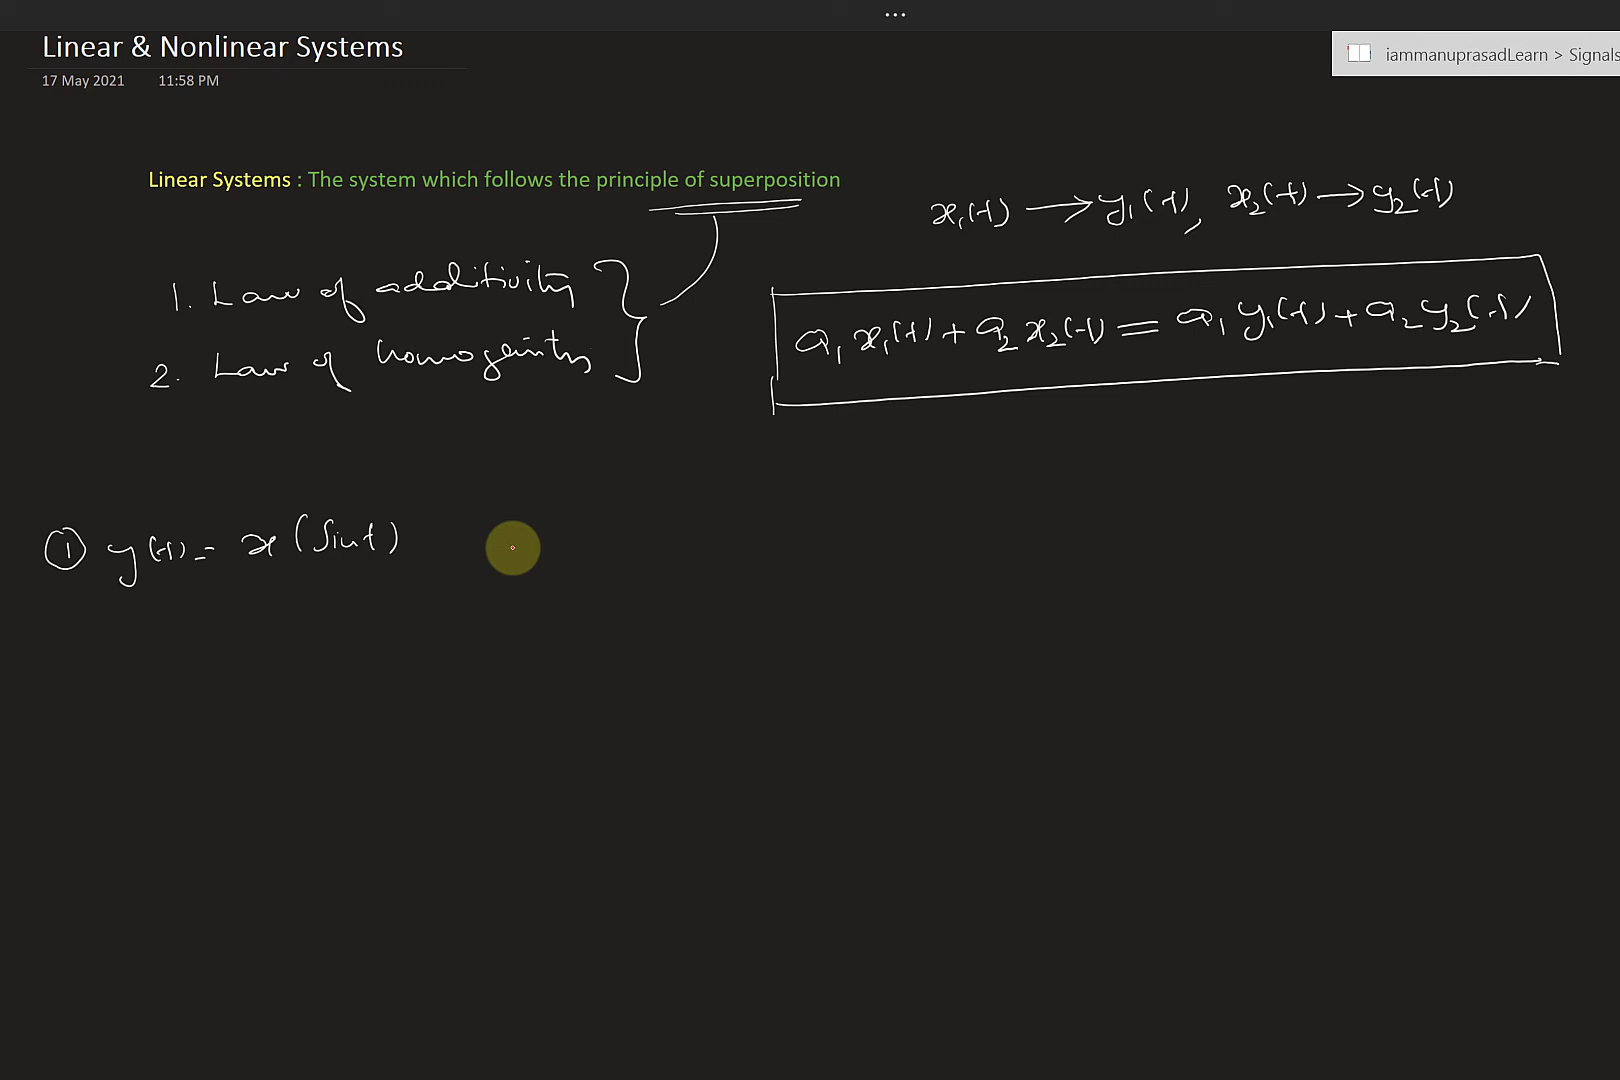 ...
Linear & Nonlinear Systems
iammanuprasadLearn > Signals
17 May 2021 11:58 PM
Linear Systems : The system which follows the principle of superposition
x₁(t) → y₁(t), x₂(t) → y₂(t)
1. Law of additivity
a₁ x₁(t) + a₂ x₂(t) = a₁ y₁(t) + a₂ y₂(t)
2. Law of homogeinity
① y(t) = x(sint)